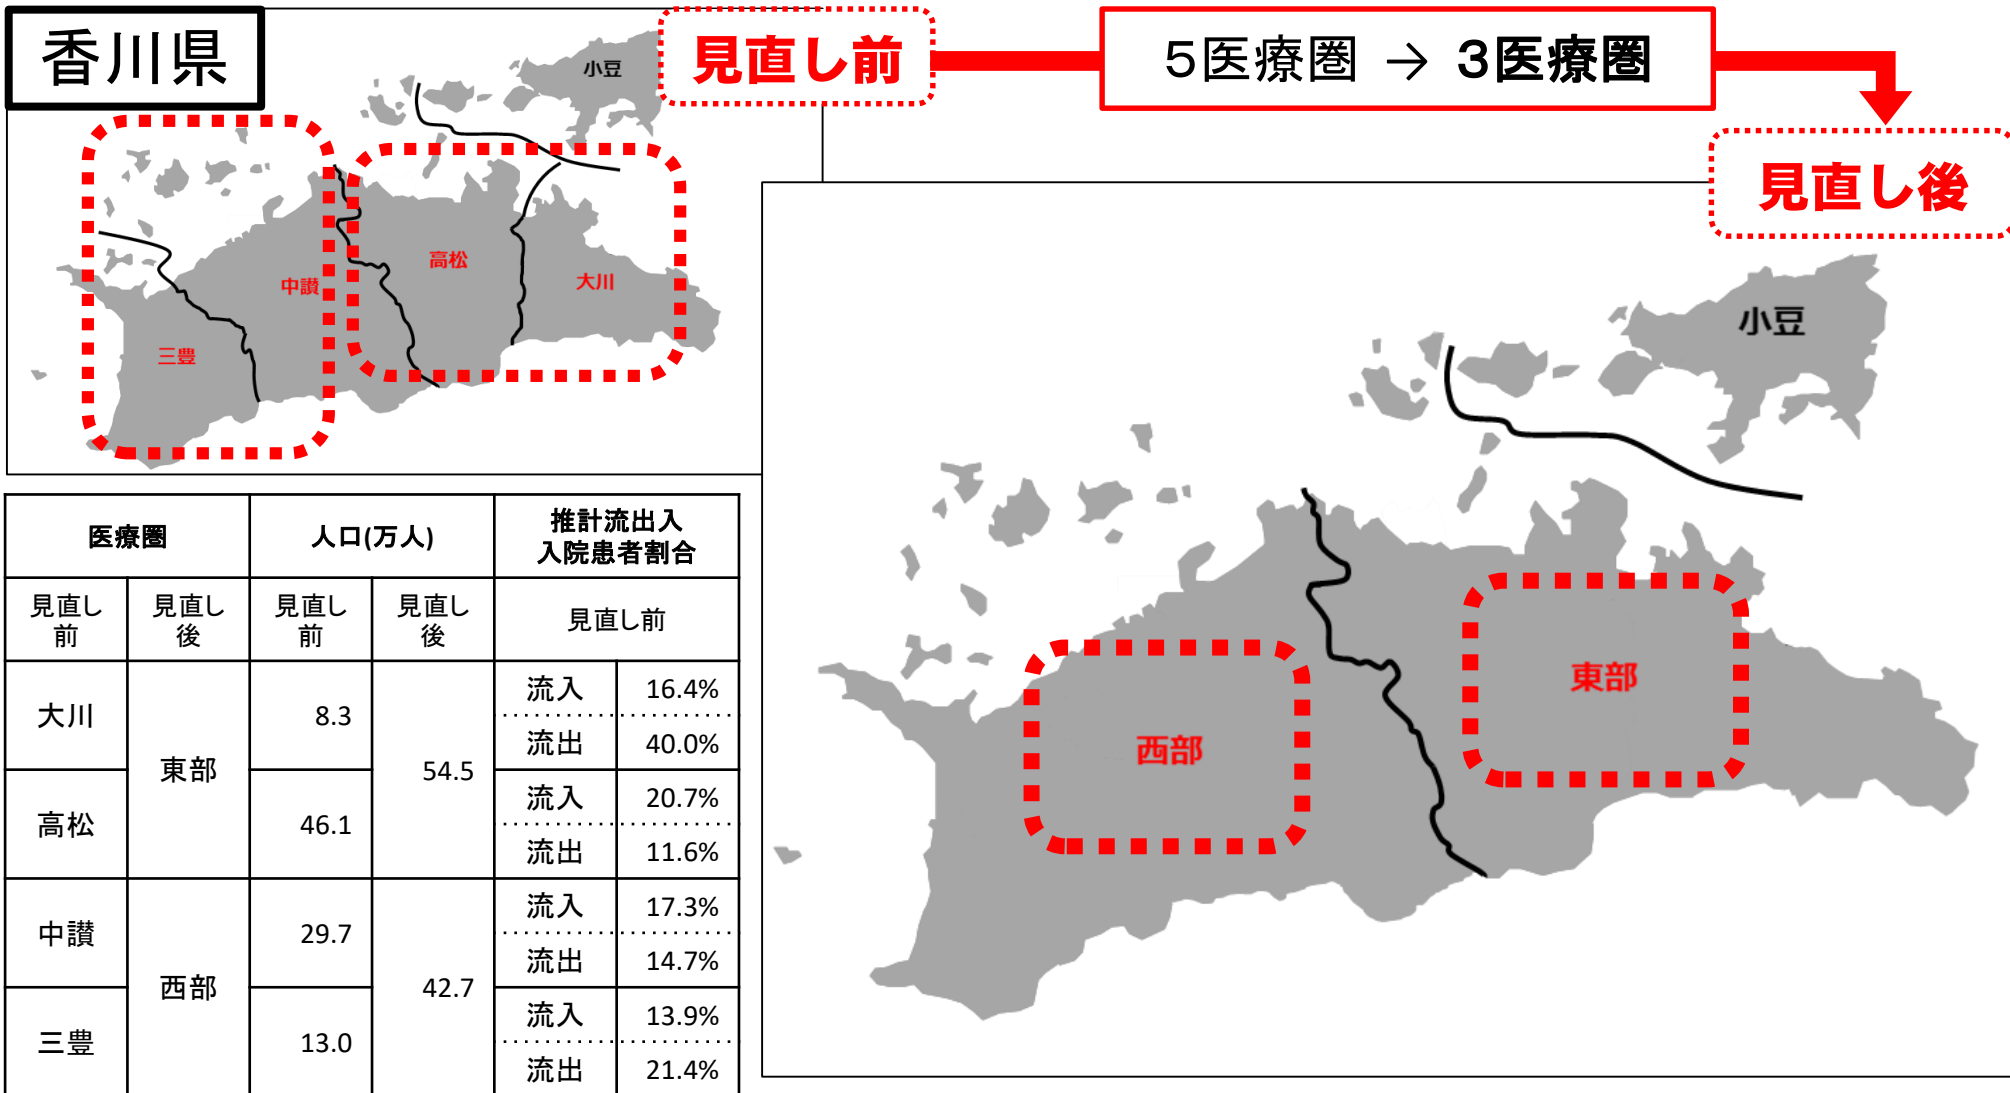 香川県
見直し前
5医療圏 → 3医療圏
見直し後
小豆
高松
大川
中讃
三豊
小豆
東部
西部
医療圏 人口(万人) 推計流出入
入院患者割合
見直し
前 見直し
後 見直し
前 見直し
後 見直し前
大川 東部 8.3 54.5 流入 16.4%
流出 40.0%
高松 46.1 流入 20.7%
流出 11.6%
中讃 西部 29.7 42.7 流入 17.3%
流出 14.7%
三豊 13.0 流入 13.9%
流出 21.4%